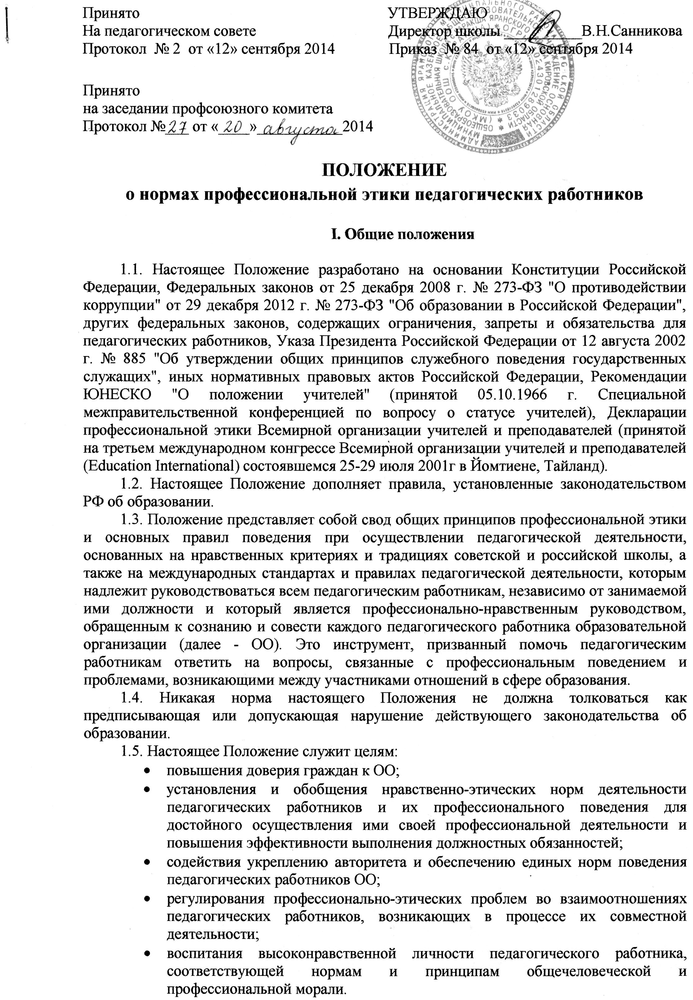 Принято
На педагогическом совете
Протокол № 2 от «12» сентября 2014
УТВЕРЖДАЮ
Директор школы __________В.Н.Санникова
Приказ № 84 от «12» сентября 2014
Принято
на заседании профсоюзного комитета
Протокол № 27 от « 20 » августа 2014
ПОЛОЖЕНИЕ
о нормах профессиональной этики педагогических работников
I. Общие положения
1.1. Настоящее Положение разработано на основании Конституции Российской
Федерации, Федеральных законов от 25 декабря 2008 г. № 273-ФЗ "О противодействии
коррупции" от 29 декабря 2012 г. № 273-ФЗ "Об образовании в Российской Федерации",
других федеральных законов, содержащих ограничения, запреты и обязательства для
педагогических работников, Указа Президента Российской Федерации от 12 августа 2002
г. № 885 "Об утверждении общих принципов служебного поведения государственных
служащих", иных нормативных правовых актов Российской Федерации, Рекомендации
ЮНЕСКО "О положении учителей" (принятой 05.10.1966 г. Специальной
межправительственной конференцией по вопросу о статусе учителей), Декларации
профессиональной этики Всемирной организации учителей и преподавателей (принятой
на третьем международном конгрессе Всемирной организации учителей и преподавателей
(Education International) состоявшемся 25-29 июля 2001г в Йомтиене, Тайланд).
1.2. Настоящее Положение дополняет правила, установленные законодательством
РФ об образовании.
1.3. Положение представляет собой свод общих принципов профессиональной этики
и основных правил поведения при осуществлении педагогической деятельности,
основанных на нравственных критериях и традициях советской и российской школы, а
также на международных стандартах и правилах педагогической деятельности, которым
надлежит руководствоваться всем педагогическим работникам, независимо от занимаемой
ими должности и который является профессионально-нравственным руководством,
обращенным к сознанию и совести каждого педагогического работника образовательной
организации (далее - ОО). Это инструмент, призванный помочь педагогическим
работникам ответить на вопросы, связанные с профессиональным поведением и
проблемами, возникающими между участниками отношений в сфере образования.
1.4. Никакая норма настоящего Положения не должна толковаться как
предписывающая или допускающая нарушение действующего законодательства об
образовании.
1.5. Настоящее Положение служит целям:
• повышения доверия граждан к ОО;
• установления и обобщения нравственно-этических норм деятельности
педагогических работников и их профессионального поведения для
достойного осуществления ими своей профессиональной деятельности и
повышения эффективности выполнения должностных обязанностей;
• содействия укреплению авторитета и обеспечению единых норм поведения
педагогических работников ОО;
• регулирования профессионально-этических проблем во взаимоотношениях
педагогических работников, возникающих в процессе их совместной
деятельности;
• воспитания высоконравственной личности педагогического работника,
соответствующей нормам и принципам общечеловеческой и
профессиональной морали.